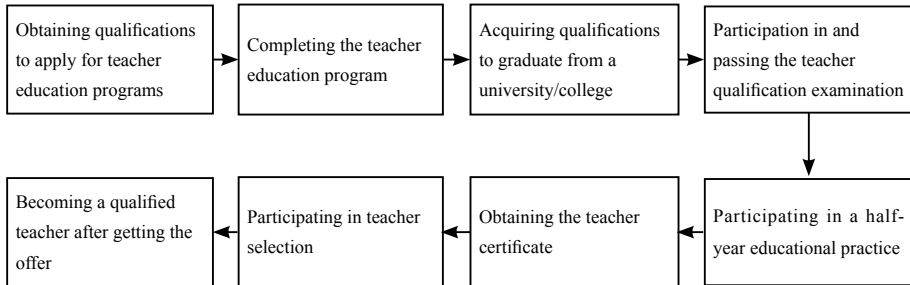 Obtaining qualifications
to apply for teacher
education programs
Completing the teacher
education program
Acquiring qualifications
to graduate from a
university/college
Participation in and
passing the teacher
qualification examination
Participating in a half-
year educational practice
Obtaining the teacher
certificate
Participating in teacher
selection
Becoming a qualified
teacher after getting the
offer